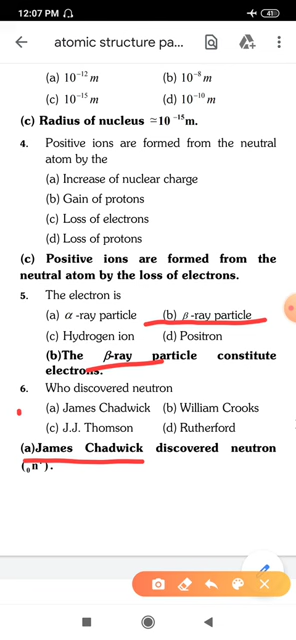 12:07 PM
41
atomic structure pa...
(a) 10⁻¹² m (b) 10⁻⁸ m
(c) 10⁻¹⁵ m (d) 10⁻¹⁰ m
(c) Radius of nucleus ≃10 ⁻¹⁵m.
4. Positive ions are formed from the neutral
atom by the
(a) Increase of nuclear charge
(b) Gain of protons
(c) Loss of electrons
(d) Loss of protons
(c) Positive ions are formed from the
neutral atom by the loss of electrons.
5. The electron is
(a) α -ray particle (b) β -ray particle
(c) Hydrogen ion (d) Positron
(b)The β-ray particle constitute
electrons.
6. Who discovered neutron
(a) James Chadwick (b) William Crooks
(c) J.J. Thomson (d) Rutherford
(a)James Chadwick discovered neutron
(₀n¹).